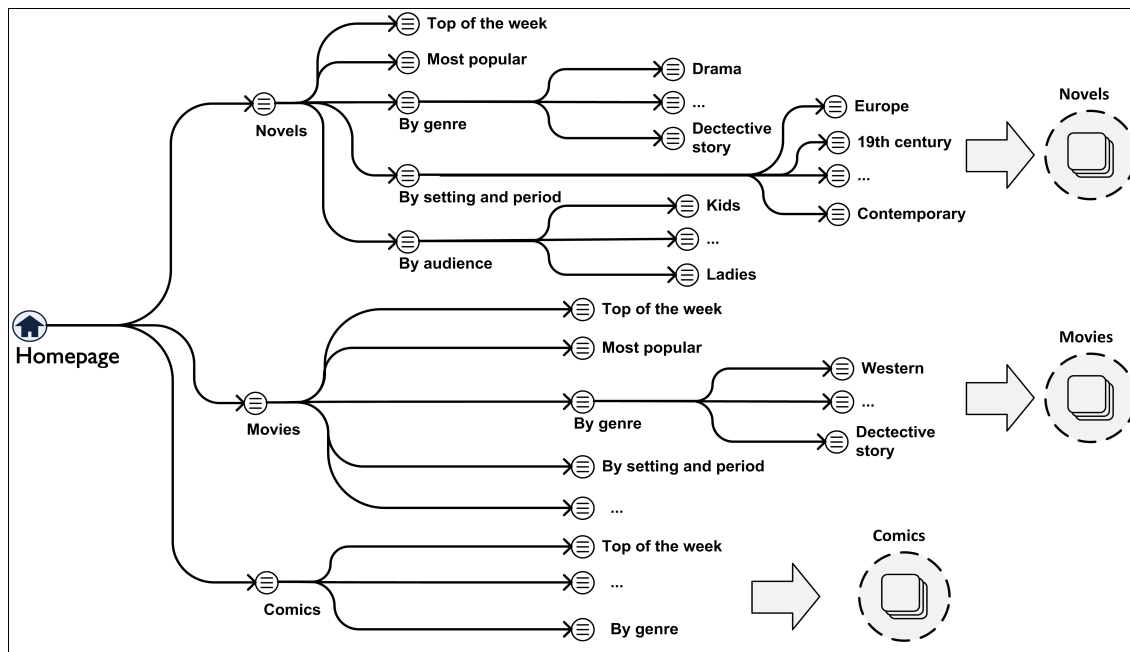 Top of the week
Most popular
Drama
Novels
...
Europe
Novels
By genre
Dectective
story
19th century
...
By setting and period
Kids
Contemporary
...
By audience
Ladies
Top of the week
Homepage
Most popular
Movies
Western
...
Movies
By genre
Dectective
story
By setting and period
...
Comics
Top of the week
...
Comics
By genre